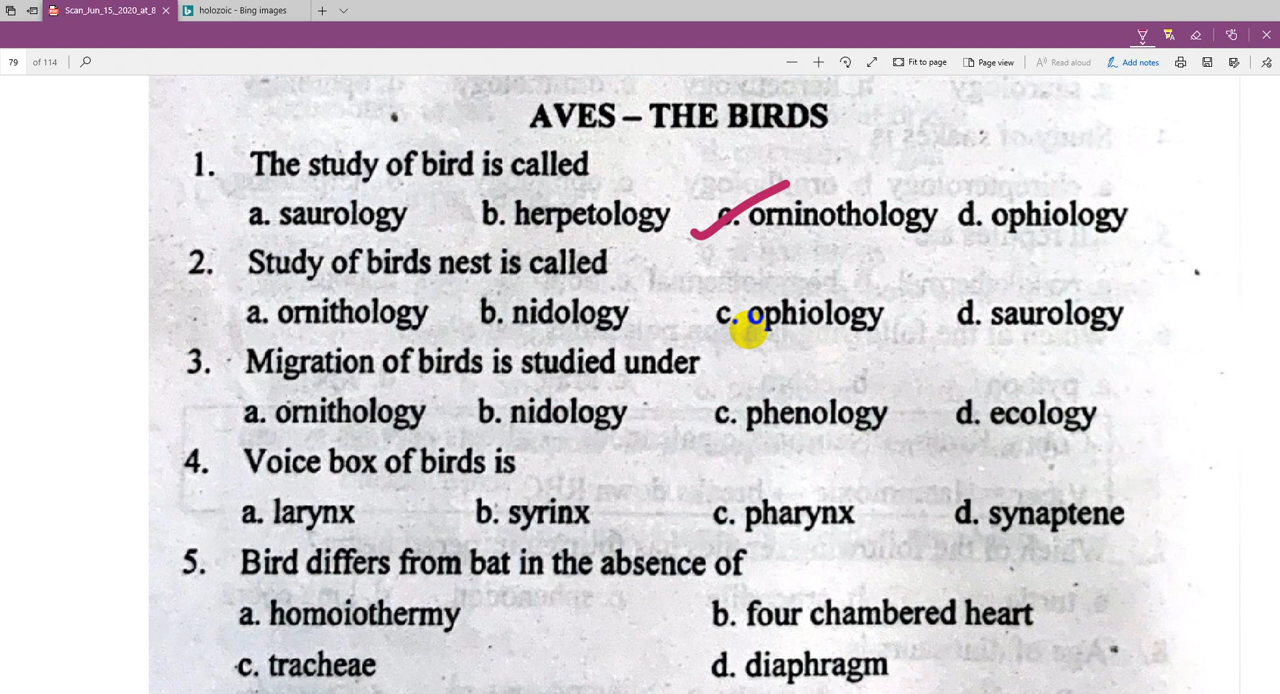 Scan_Jun_15,_2020_at_8
holozoic - Bing images
79 of 114
Fit to page
Page view
Read aloud
Add notes
AVES – THE BIRDS
1. The study of bird is called
a. saurology b. herpetology c. orninothology d. ophiology
2. Study of birds nest is called
a. ornithology b. nidology c. ophiology d. saurology
3. Migration of birds is studied under
a. ornithology b. nidology c. phenology d. ecology
4. Voice box of birds is
a. larynx b. syrinx c. pharynx d. synaptene
5. Bird differs from bat in the absence of
a. homoiothermy b. four chambered heart
c. tracheae d. diaphragm